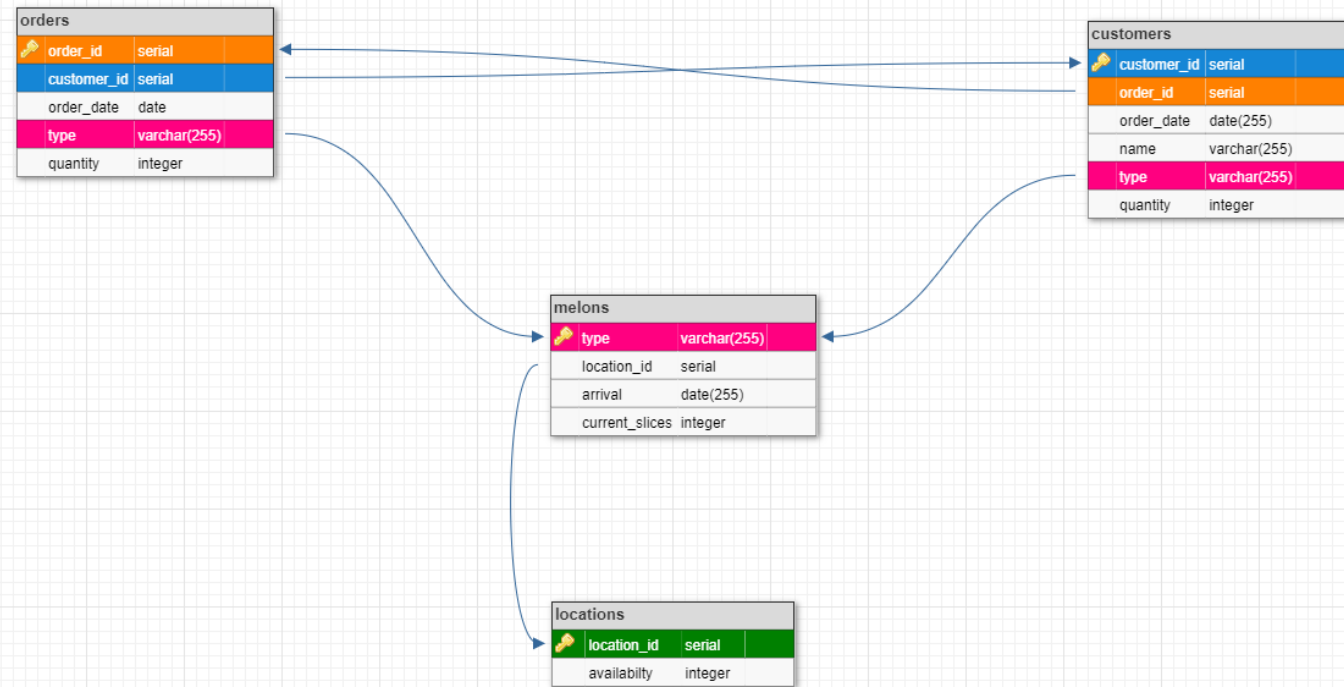 orders
order_id serial
customer_id serial
order_date date
type varchar(255)
quantity integer
customers
customer_id serial
order_id serial
order_date date(255)
name varchar(255)
type varchar(255)
quantity integer
melons
type varchar(255)
location_id serial
arrival date(255)
current_slices integer
locations
location_id serial
availabilty integer